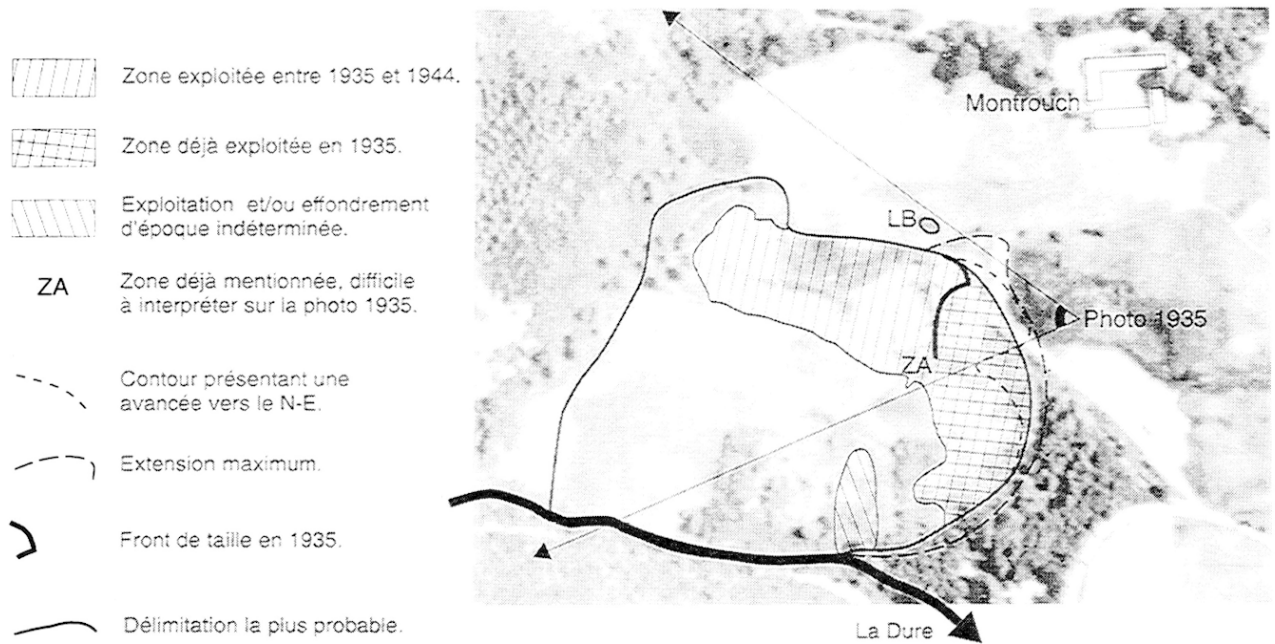 Zone exploitée entre 1935 et 1944.
Zone déjà exploitée en 1935.
Exploitation et/ou effondrement
d'époque indéterminée.
ZA
Zone déjà mentionnée, difficile
à interpréter sur la photo 1935.
Contour présentant une
avancée vers le N-E.
Extension maximum.
Front de taille en 1935.
Délimitation la plus probable.
Montrouch
LB
Photo 1935
ZA
La Dure